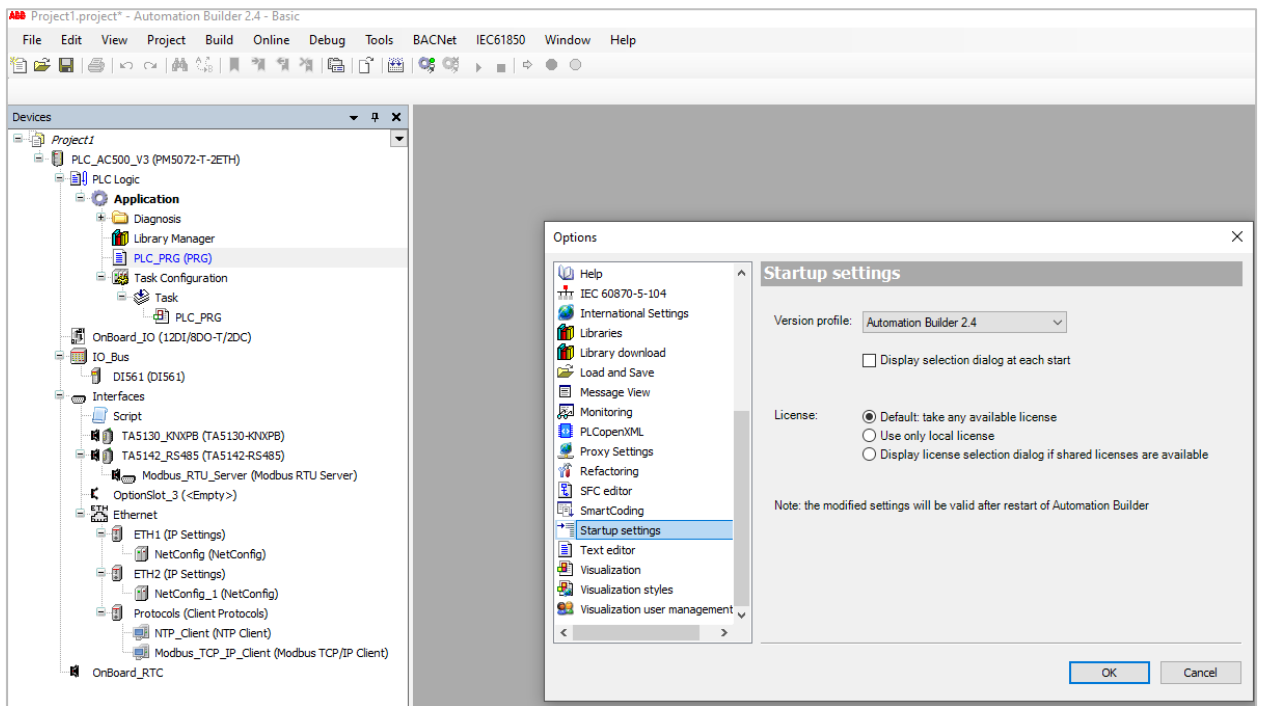 ABB Project1.project* - Automation Builder 2.4 - Basic
File Edit View Project Build Online Debug Tools BACNet IEC61850 Window Help
Devices
Project1
PLC_AC500_V3 (PM5072-T-2ETH)
PLC Logic
Application
Diagnosis
Library Manager
PLC_PRG (PRG)
Task Configuration
Task
PLC_PRG
OnBoard_IO (12DI/8DO-T/2DC)
IO_Bus
DI561 (DI561)
Interfaces
Script
TA5130_KNXPB (TA5130-KNXPB)
TA5142_RS485 (TA5142-RS485)
Modbus_RTU_Server (Modbus RTU Server)
OptionSlot_3 (<Empty>)
ETH Ethernet
ETH1 (IP Settings)
NetConfig (NetConfig)
ETH2 (IP Settings)
NetConfig_1 (NetConfig)
Protocols (Client Protocols)
NTP_Client (NTP Client)
Modbus_TCP_IP_Client (Modbus TCP/IP Client)
OnBoard_RTC
Options
Help
IEC 60870-5-104
International Settings
Libraries
Library download
Load and Save
Message View
Monitoring
PLCopenXML
Proxy Settings
Refactoring
SFC editor
SmartCoding
Startup settings
Text editor
Visualization
Visualization styles
Visualization user management
Startup settings
Version profile: Automation Builder 2.4
Display selection dialog at each start
License: Default: take any available license
Use only local license
Display license selection dialog if shared licenses are available
Note: the modified settings will be valid after restart of Automation Builder
OK Cancel